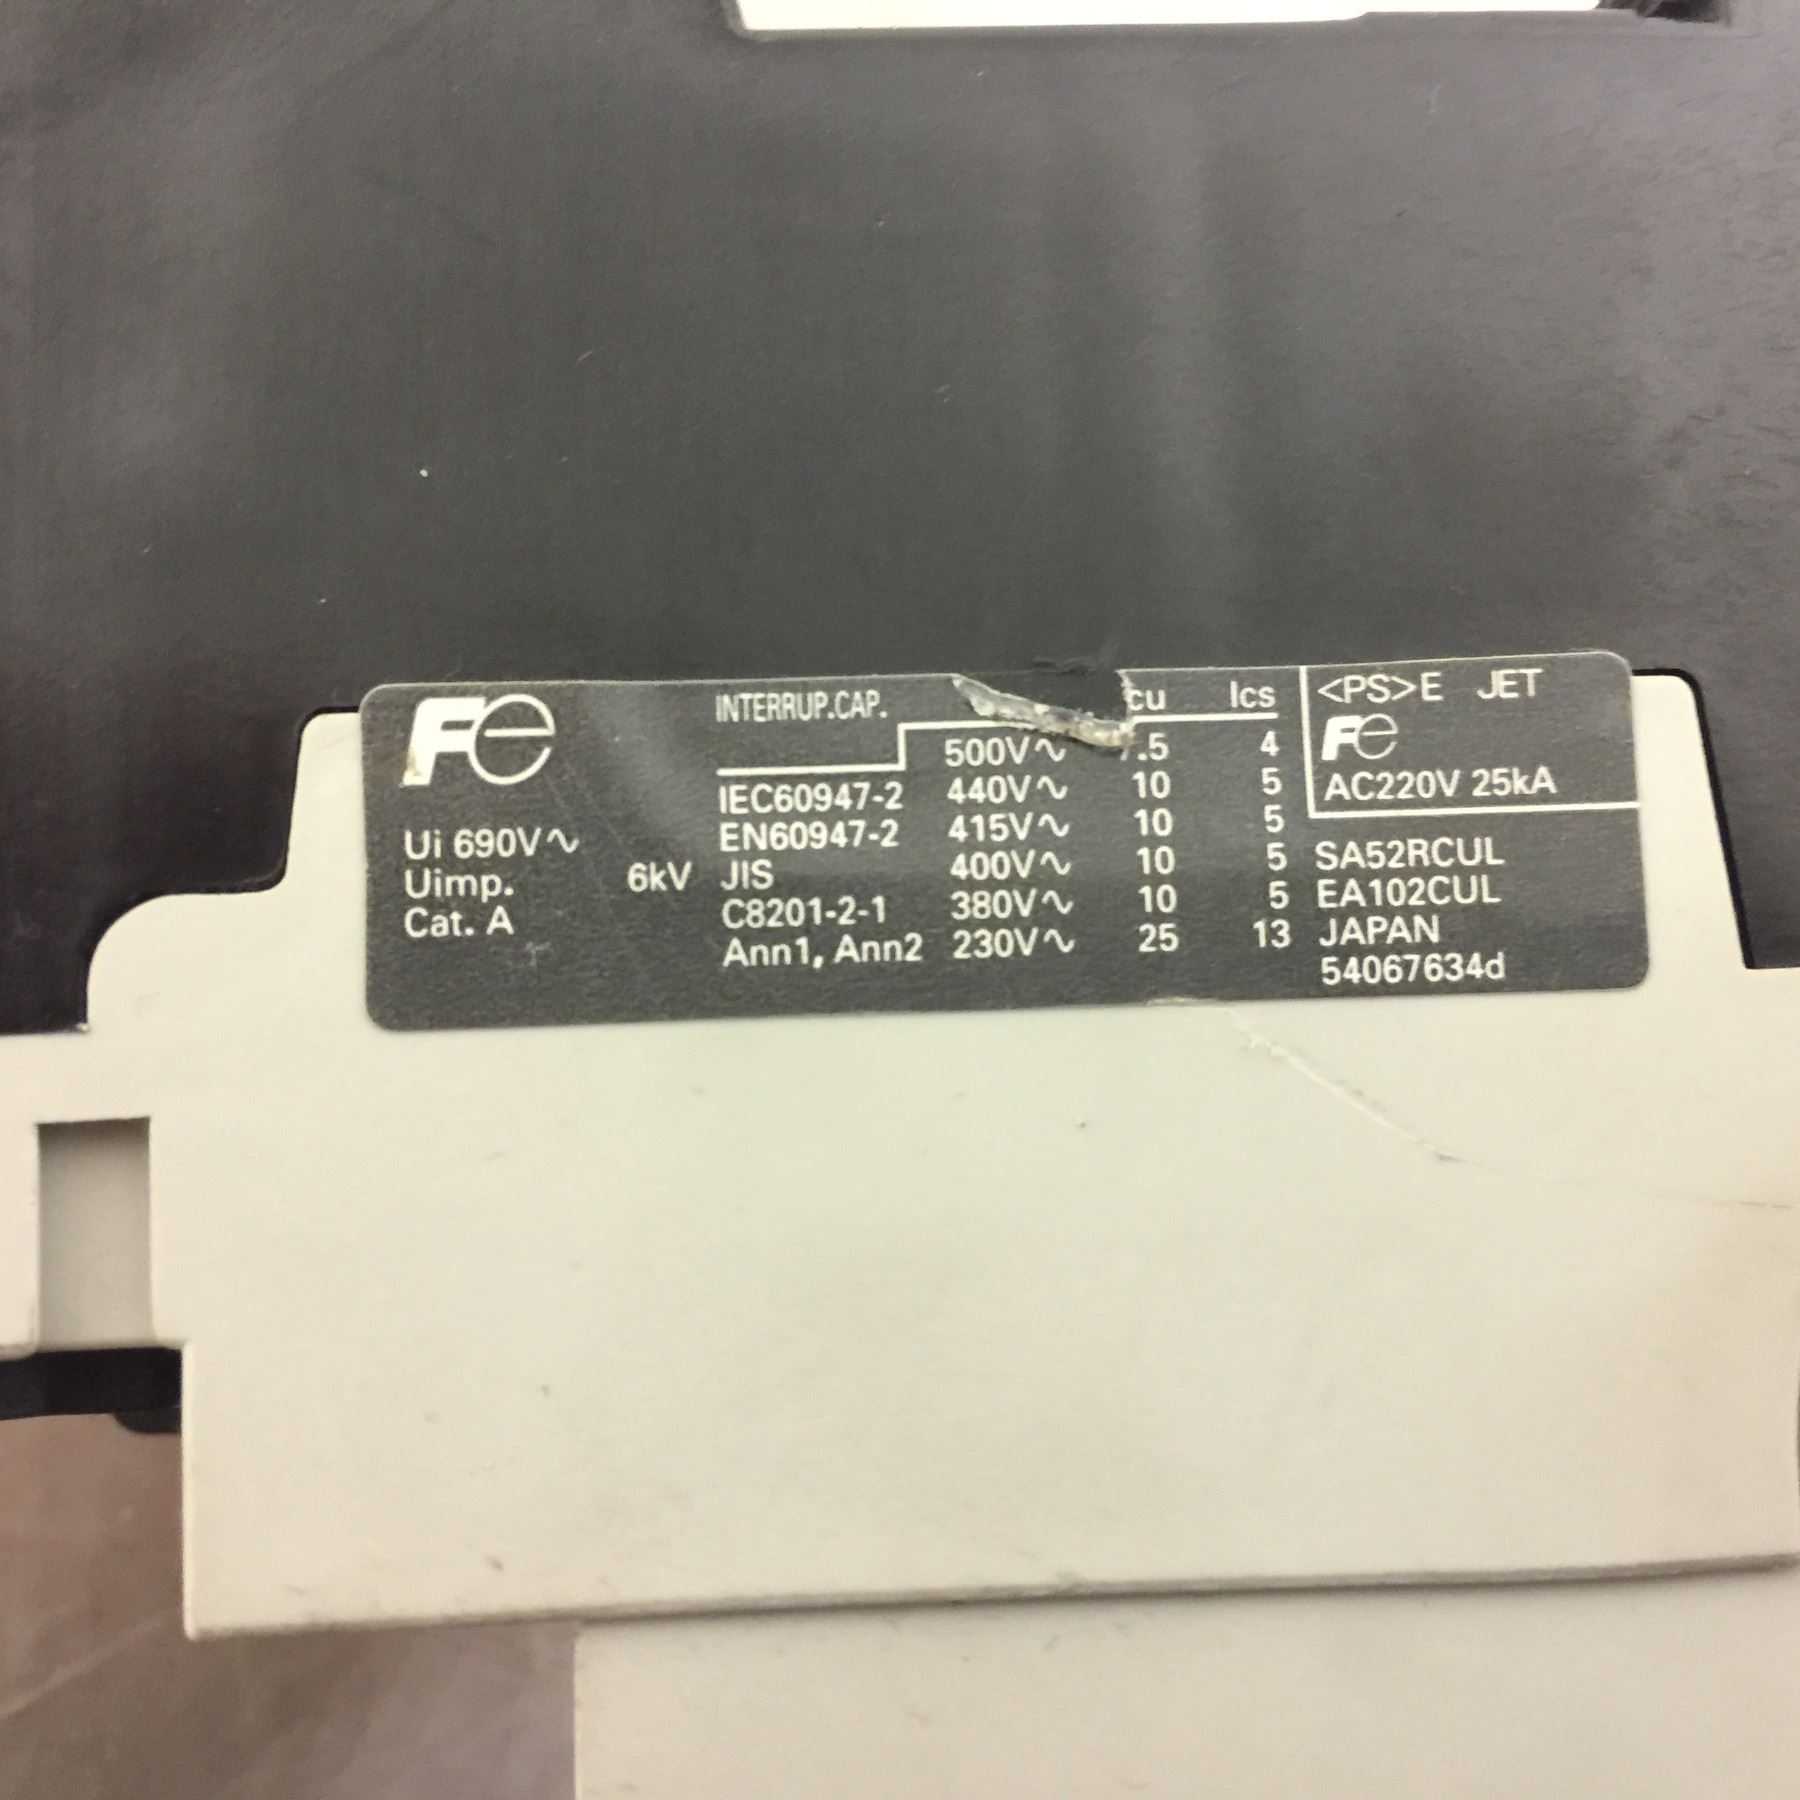 Fe
Ui 690V∿
Uimp. 6kV
Cat. A
INTERRUP.CAP.
IEC60947-2
EN60947-2
JIS
C8201-2-1
Ann1, Ann2
cu Ics
500V∿ .5 4
440V∿ 10 5
415V∿ 10 5
400V∿ 10 5
380V∿ 10 5
230V∿ 25 13
<PS>E JET
Fe
AC220V 25kA
SA52RCUL
EA102CUL
JAPAN
54067634d